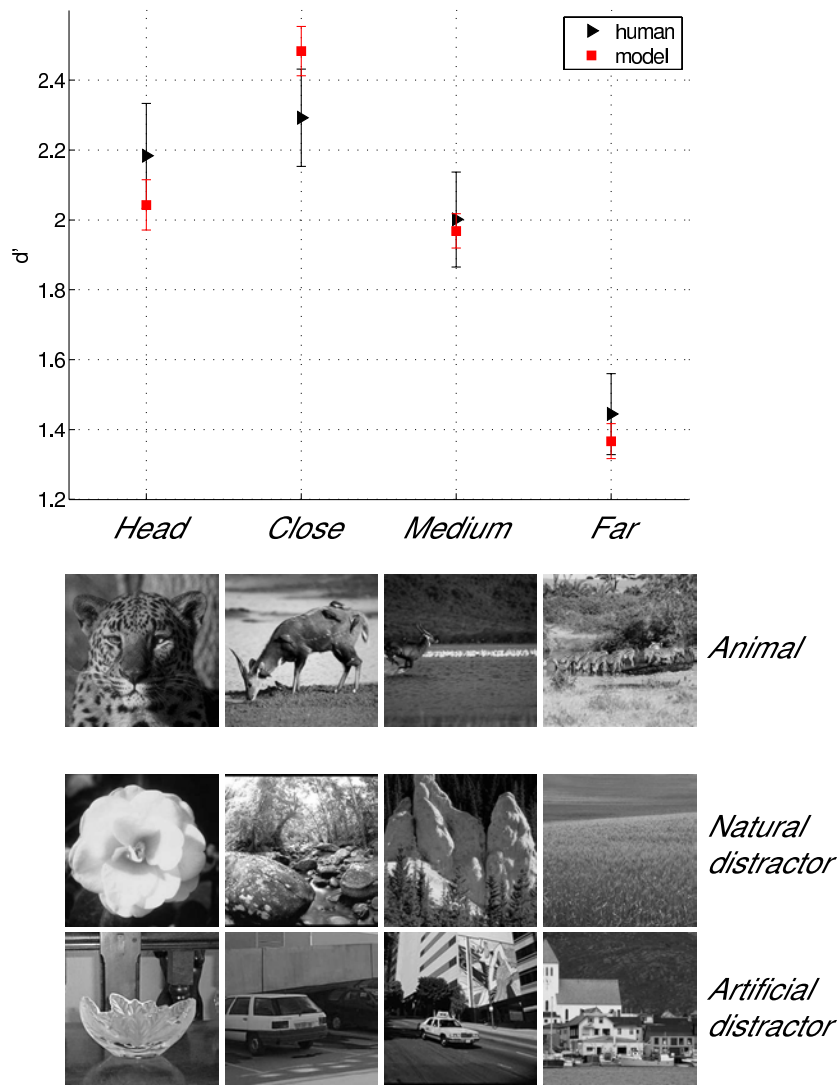 human
model
2.4
2.2
2
1.8
1.6
1.4
1.2
d'
Head Close Medium Far
Animal
Natural
distractor
Artificial
distractor